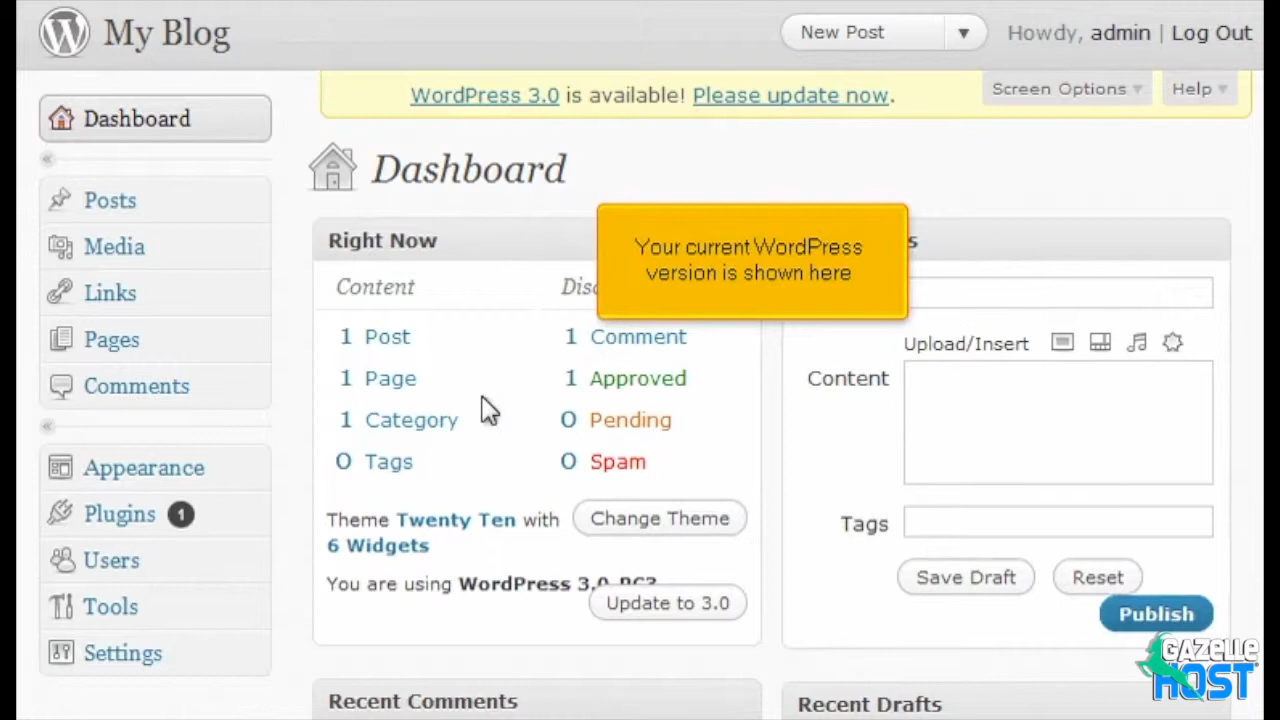 My Blog
New Post
Howdy, admin | Log Out
WordPress 3.0 is available! Please update now.
Screen Options
Help
Dashboard
Posts
Media
Links
Pages
Comments
Appearance
Plugins 1
Users
Tools
Settings
Dashboard
Right Now
Your current WordPress
version is shown here
Content
1 Post
1 Comment
1 Page
1 Approved
1 Category
0 Pending
0 Tags
0 Spam
Theme Twenty Ten with
6 Widgets
Change Theme
You are using WordPress 3.0
Update to 3.0
Upload/Insert
Content
Tags
Save Draft
Reset
Publish
Recent Comments
Recent Drafts
GAZELLE
HOST